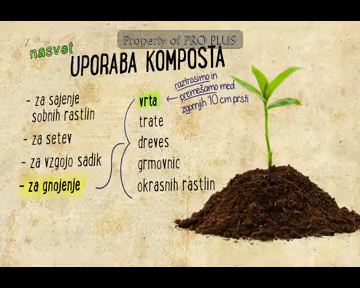 Property of PRO PLUS
nasvet
UPORABA KOMPOSTA
- za sajenje
sobnih rastlin
- za setev
- za vzgojo sadik
- za gnojenje
vrta
trate
dreves
grmovnic
okrasnih rastlin
raztrosimo in
premešamo med
zgornjih 10 cm prsti